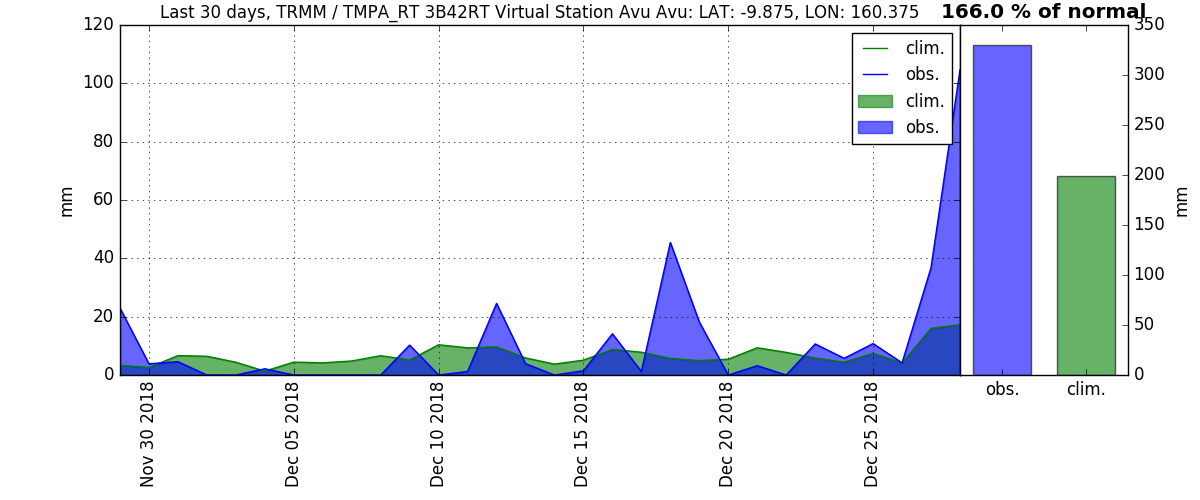 Last 30 days, TRMM / TMPA_RT 3B42RT Virtual Station Avu Avu: LAT: -9.875, LON: 160.375
166.0 % of normal
120
100
80
60
40
20
0
mm
clim.
obs.
clim.
obs.
Nov 30 2018
Dec 05 2018
Dec 10 2018
Dec 15 2018
Dec 20 2018
Dec 25 2018
350
300
250
200
150
100
50
0
mm
obs.
clim.